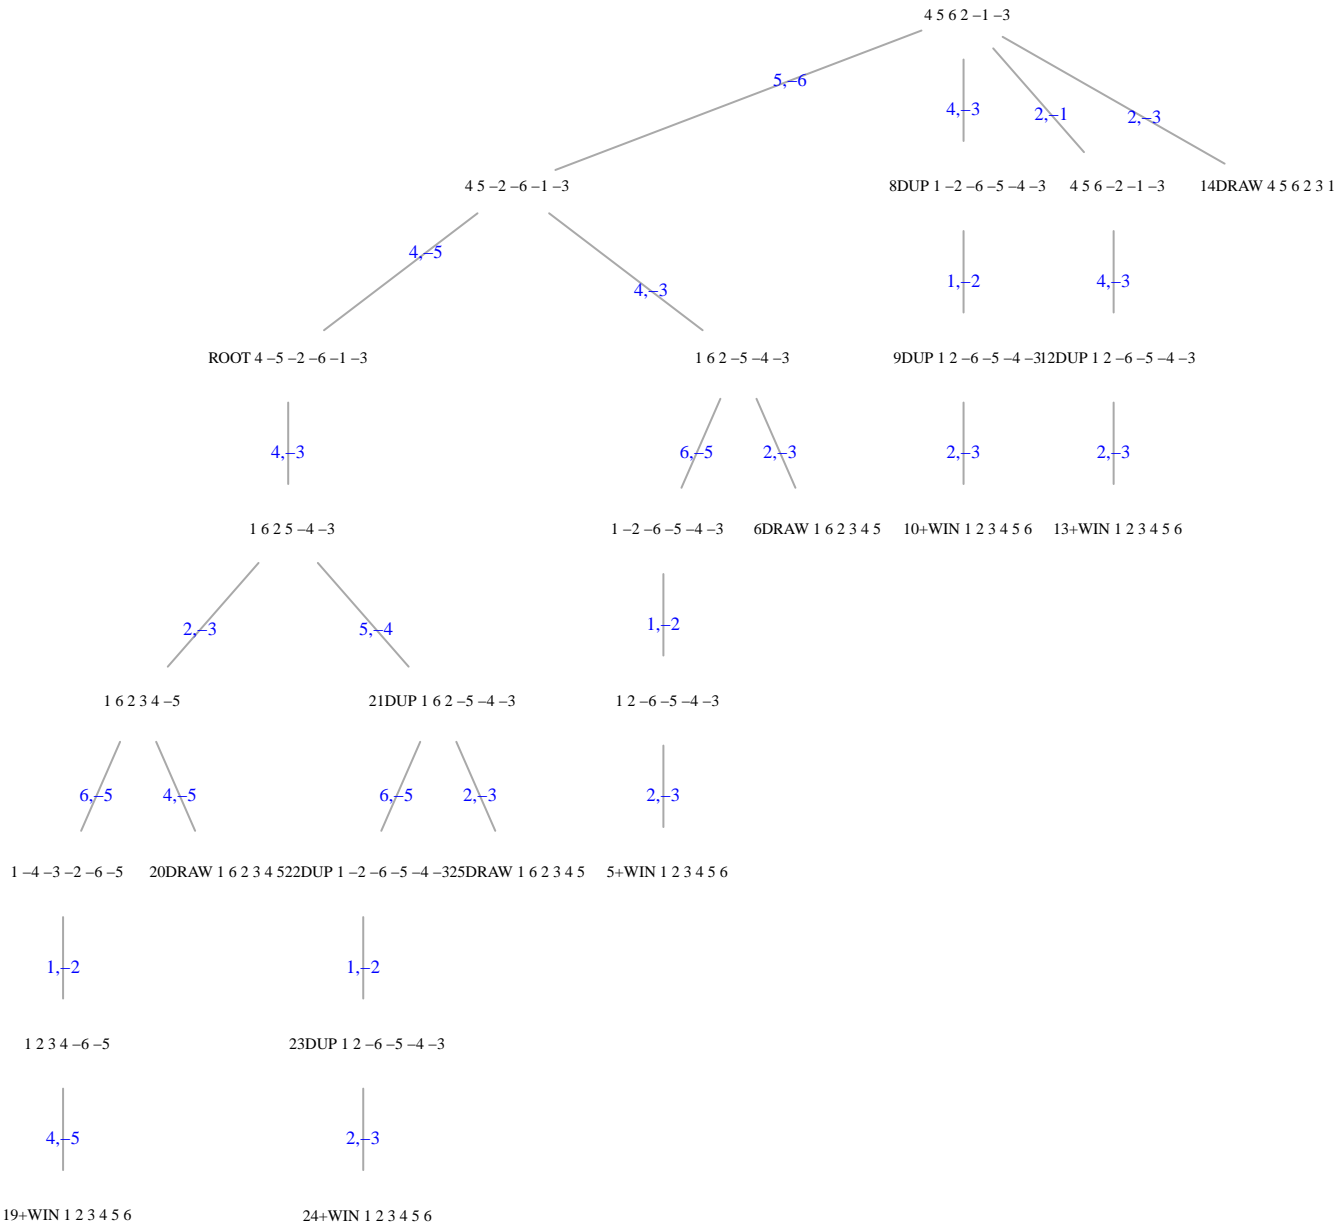 4 5 6 2 –1 –3
5,–6
4,–3
2,–1
2,–3
4 5 –2 –6 –1 –3
8DUP 1 –2 –6 –5 –4 –3
4 5 6 –2 –1 –3
14DRAW 4 5 6 2 3 1
4,–5
4,–3
1,–2
4,–3
ROOT 4 –5 –2 –6 –1 –3
1 6 2 –5 –4 –3
9DUP 1 2 –6 –5 –4 –3
12DUP 1 2 –6 –5 –4 –3
4,–3
6,–5
2,–3
2,–3
2,–3
1 6 2 5 –4 –3
1 –2 –6 –5 –4 –3
6DRAW 1 6 2 3 4 5
10+WIN 1 2 3 4 5 6
13+WIN 1 2 3 4 5 6
2,–3
5,–4
1,–2
1 6 2 3 4 –5
21DUP 1 6 2 –5 –4 –3
1 2 –6 –5 –4 –3
6,–5
4,–5
6,–5
2,–3
2,–3
1 –4 –3 –2 –6 –5
20DRAW 1 6 2 3 4 5
22DUP 1 –2 –6 –5 –4 –3
25DRAW 1 6 2 3 4 5
5+WIN 1 2 3 4 5 6
1,–2
1,–2
1 2 3 4 –6 –5
23DUP 1 2 –6 –5 –4 –3
4,–5
2,–3
19+WIN 1 2 3 4 5 6
24+WIN 1 2 3 4 5 6